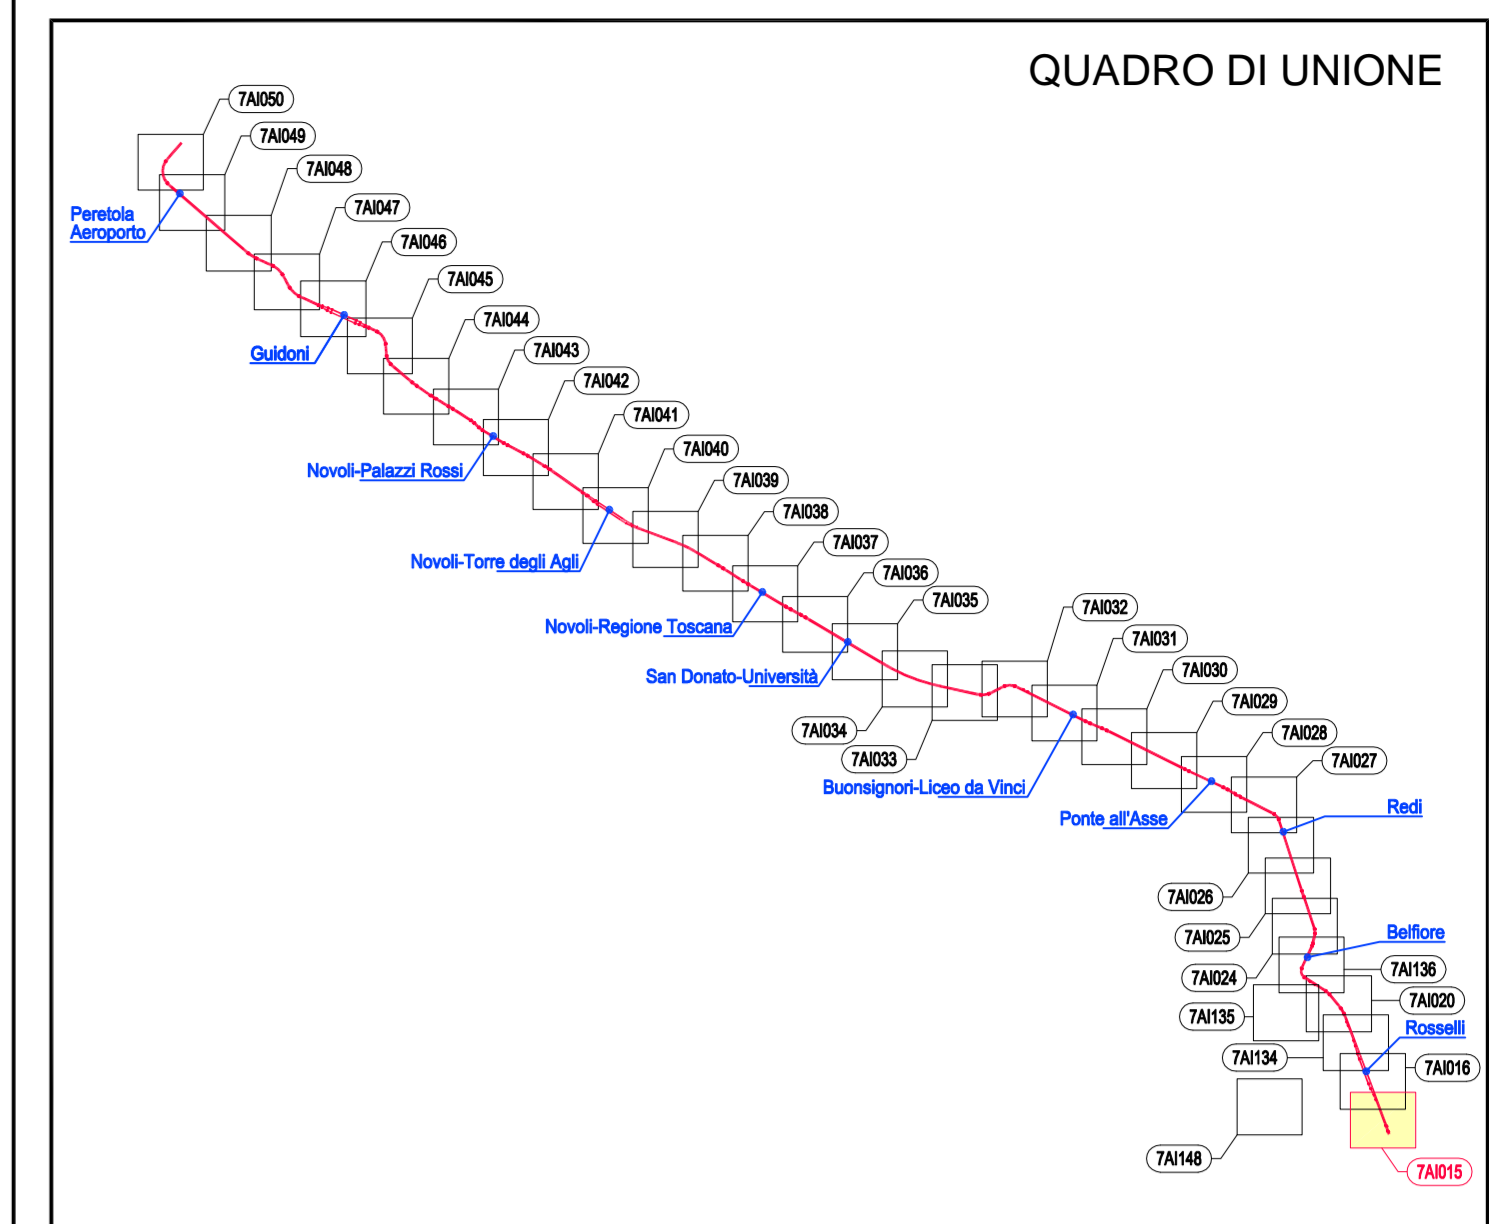 QUADRO DI UNIONE
7AI050
7AI049
7AI048
7AI047
Peretola
Aeroporto
7AI046
7AI045
7AI044
Guidoni
7AI043
7AI042
7AI041
7AI040
Novoli-Palazzi Rossi
7AI039
7AI038
7AI037
Novoli-Torre degli Agli
7AI036
7AI035
7AI032
Novoli-Regione Toscana
7AI031
7AI030
San Donato-Università
7AI029
7AI034
7AI028
7AI033
7AI027
Buonsignori-Liceo da Vinci
Redi
Ponte all'Asse
7AI026
Belfiore
7AI025
7AI136
7AI024
7AI020
7AI135
Rosselli
7AI134
7AI016
7AI148
7AI015